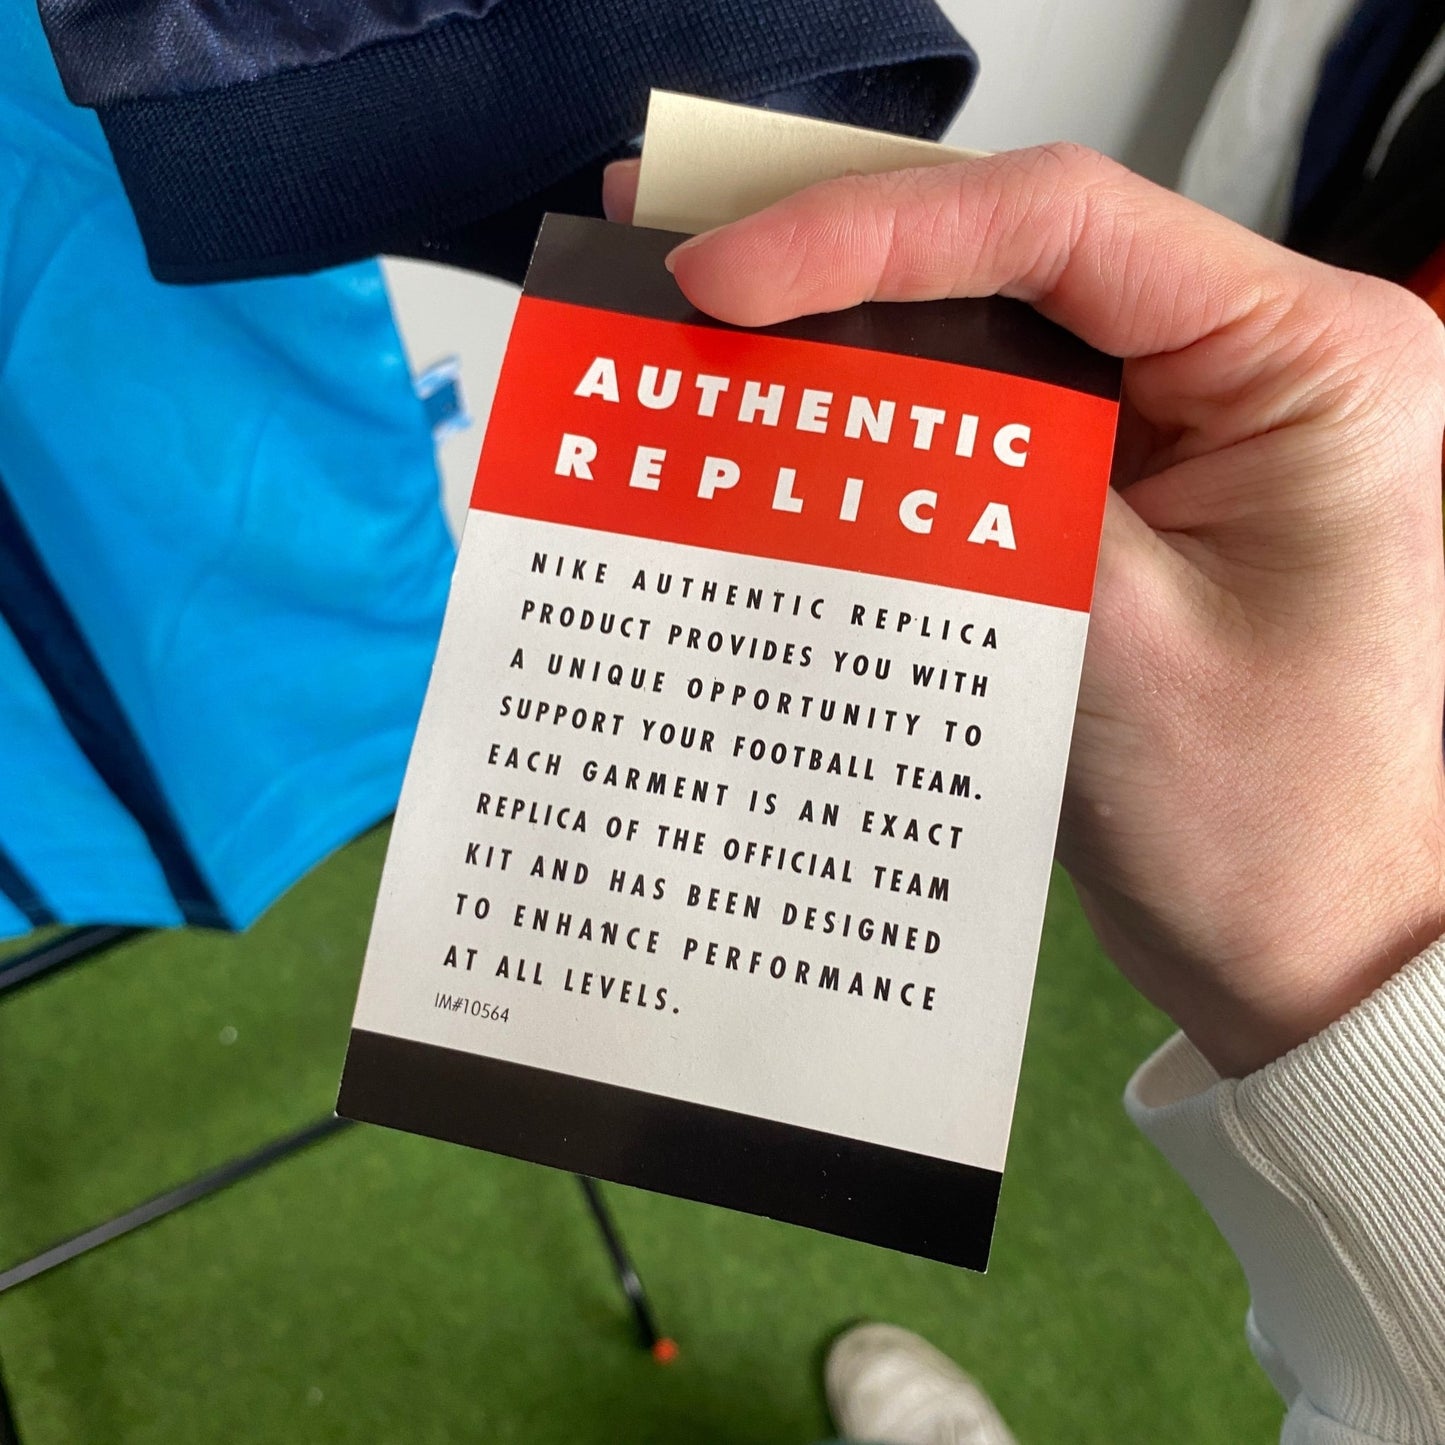 AUTHENTIC
REPLICA
NIKE AUTHENTIC REPLICA
PRODUCT PROVIDES YOU WITH
A UNIQUE OPPORTUNITY TO
SUPPORT YOUR FOOTBALL TEAM.
EACH GARMENT IS AN EXACT
REPLICA OF THE OFFICIAL TEAM
KIT AND HAS BEEN DESIGNED
TO ENHANCE PERFORMANCE
AT ALL LEVELS.
IM#10564